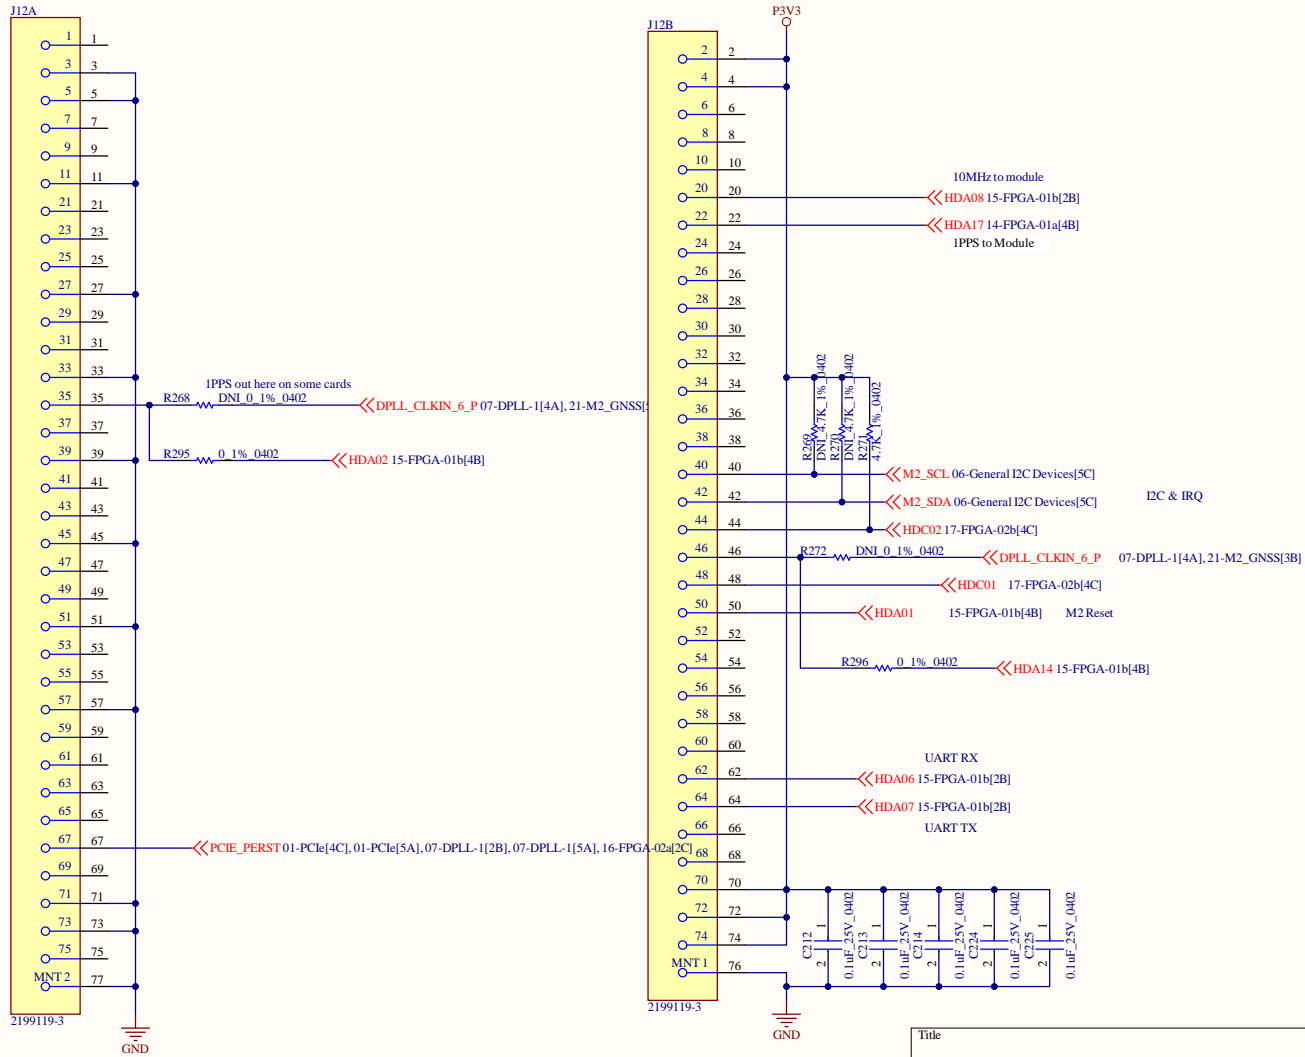 J12A
1 1
3 3
5 5
7 7
9 9
11 11
21 21
23 23
25 25
27 27
29 29
31 31
33 33
1PPS out here on some cards
35 35 R268 DNI_0_1%_0402 DPLL_CLKIN_6_P 07-DPLL-1[4A], 21-M2_GNSS[
37 37
39 39 R295 0_1%_0402 HDA02 15-FPGA-01b[4B]
41 41
43 43
45 45
47 47
49 49
51 51
53 53
55 55
57 57
59 59
61 61
63 63
65 65
67 67 PCIE_PERST 01-PCIe[4C], 01-PCIe[5A], 07-DPLL-1[2B], 07-DPLL-1[5A], 16-FPGA-02a[2C]
69 69
71 71
73 73
75 75
MNT 2 77
2199119-3
GND
P3V3
J12B
2 2
4 4
6 6
8 8
10 10
10MHz to module
20 20 HDA08 15-FPGA-01b[2B]
22 22 HDA17 14-FPGA-01a[4B]
1PPS to Module
24 24
26 26
28 28
30 30
32 32
34 34
36 36
38 38
R269 DNI_4.7K_1%_0402
R270 DNI_4.7K_1%_0402
R271 4.7K_1%_0402
40 40 M2_SCL 06-General I2C Devices[5C]
I2C & IRQ
42 42 M2_SDA 06-General I2C Devices[5C]
44 44 HDC02 17-FPGA-02b[4C]
46 46 R272 DNI_0_1%_0402 DPLL_CLKIN_6_P 07-DPLL-1[4A], 21-M2_GNSS[3B]
48 48 HDC01 17-FPGA-02b[4C]
50 50 HDA01 15-FPGA-01b[4B] M2 Reset
52 52
54 54 R296 0_1%_0402 HDA14 15-FPGA-01b[4B]
56 56
58 58
60 60
UART RX
62 62 HDA06 15-FPGA-01b[2B]
64 64 HDA07 15-FPGA-01b[2B]
UART TX
66 66
68 68
70 70
72 72
74 74
MNT 1 76
C212 1 2 0.1uF_25V_0402
C213 1 2 0.1uF_25V_0402
C214 1 2 0.1uF_25V_0402
C224 1 2 0.1uF_25V_0402
C225 1 2 0.1uF_25V_0402
2199119-3
GND
Title